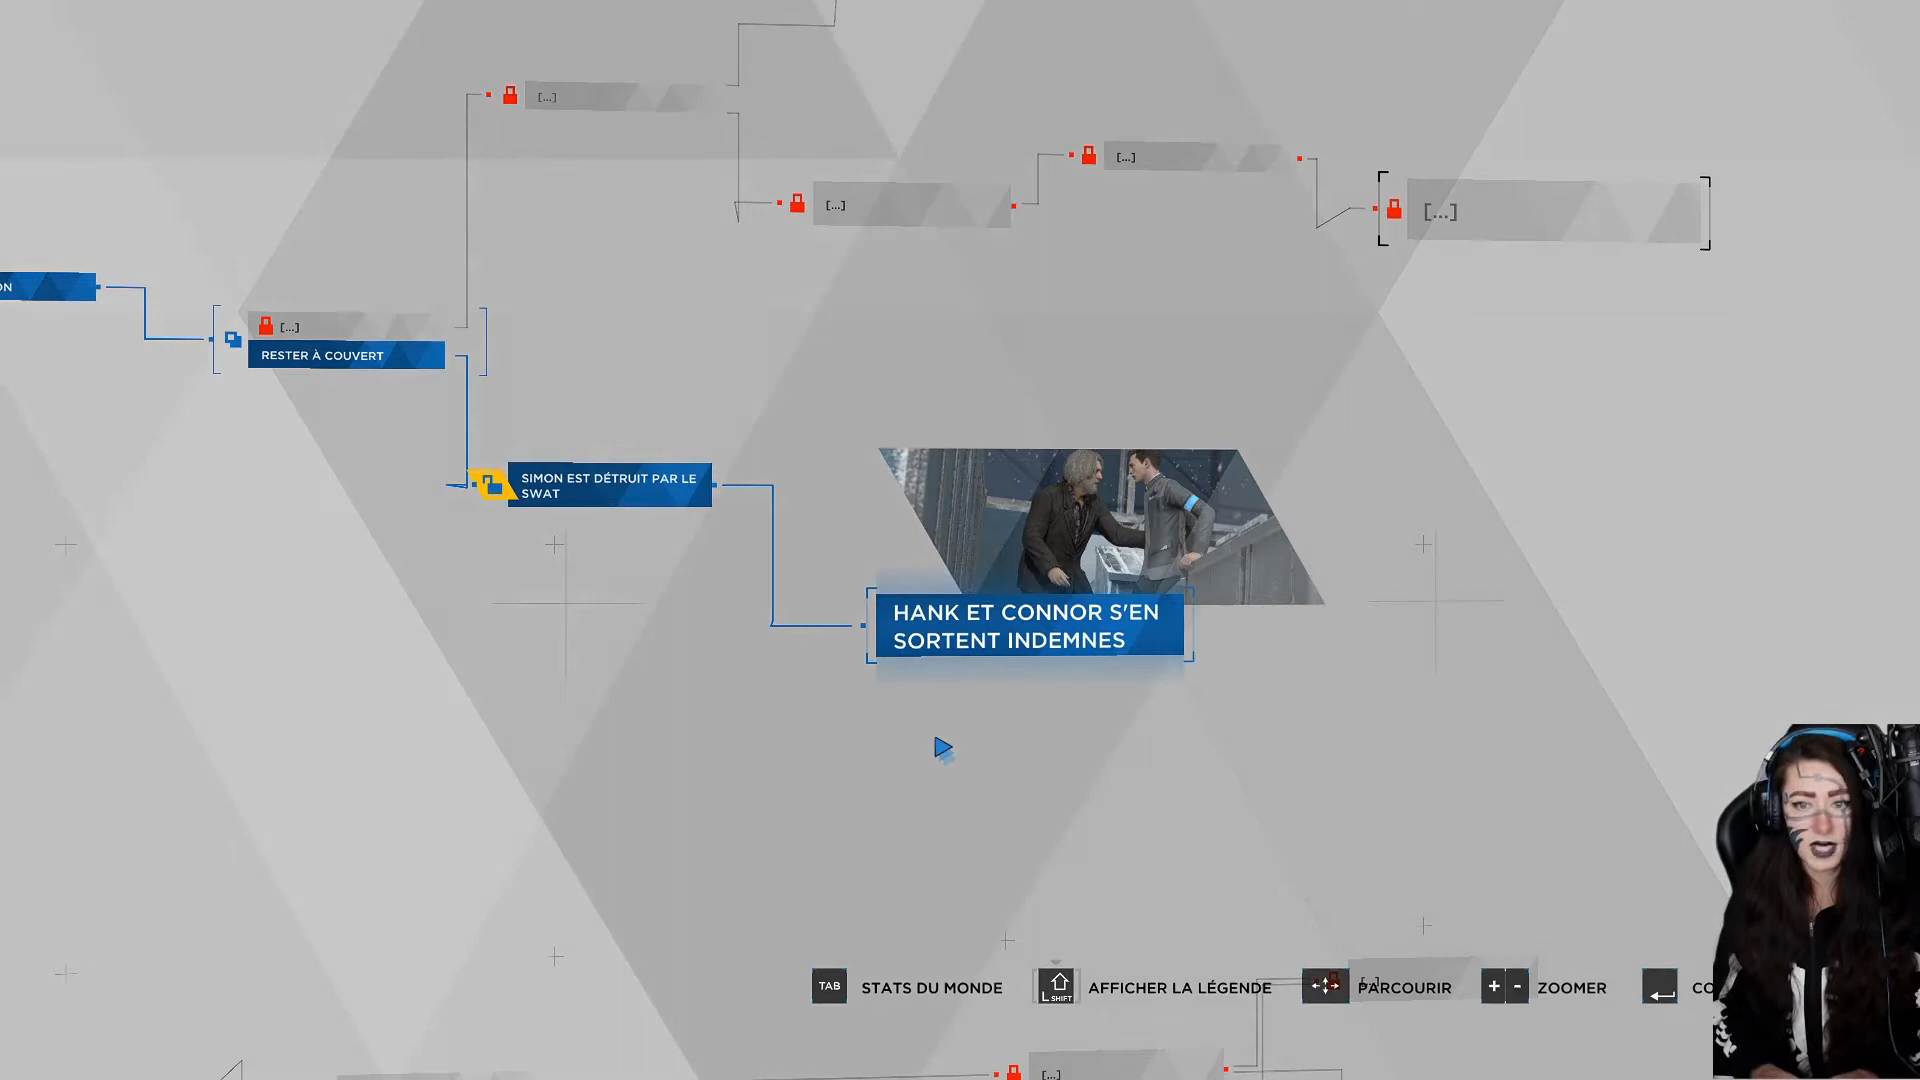 [...]
[...]
[...]
[...]
ON
[...]
RESTER À COUVERT
SIMON EST DÉTRUIT PAR LE
SWAT
HANK ET CONNOR S'EN
SORTENT INDEMNES
[...]
TAB STATS DU MONDE L SHIFT AFFICHER LA LÉGENDE PARCOURIR + - ZOOMER CO
[...]